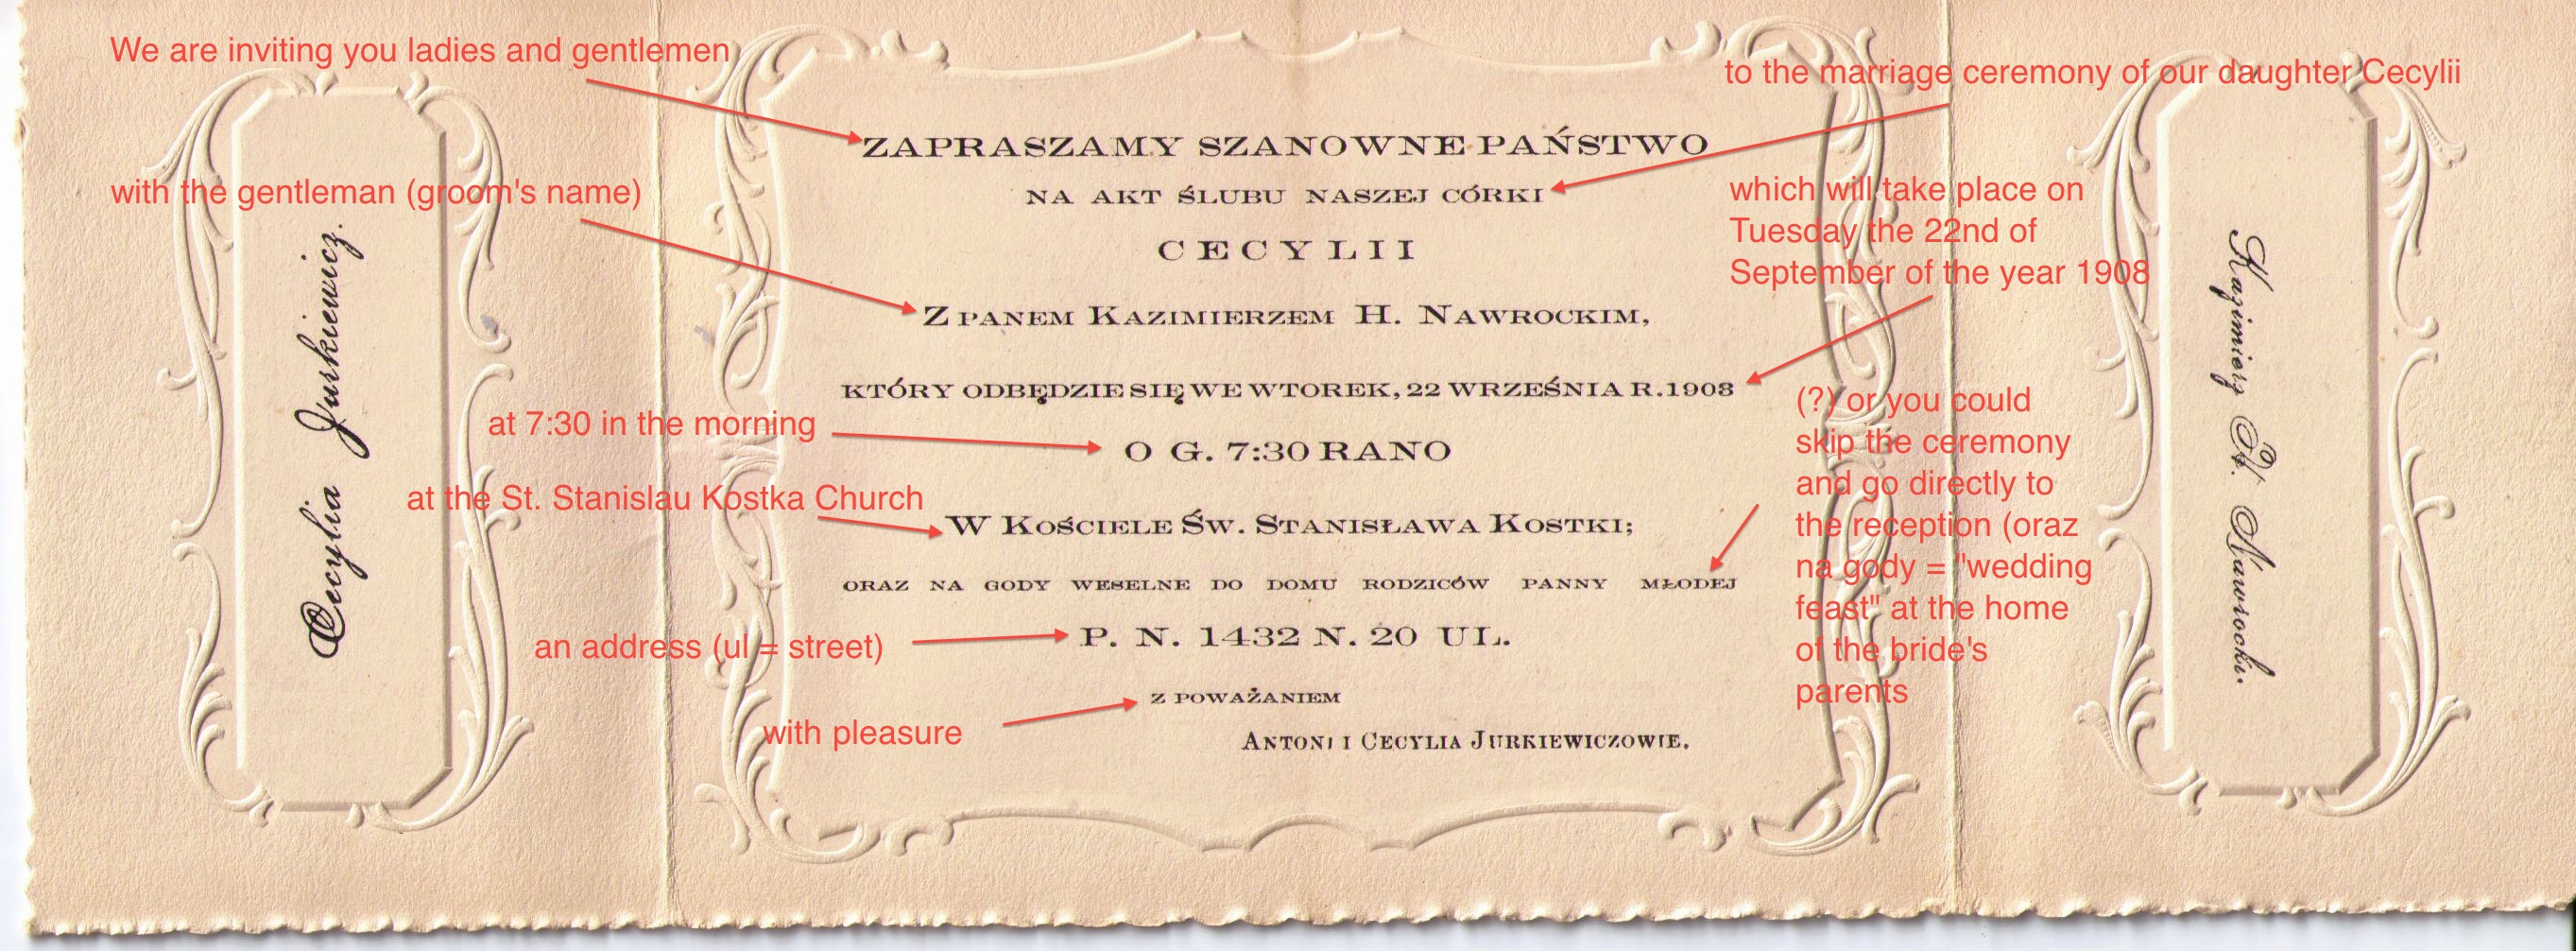 We are inviting you ladies and gentlemen
to the marriage ceremony of our daughter Cecylii
ZAPRASZAMY SZANOWNE PAŃSTWO
NA AKT ŚLUBU NASZEJ CÓRKI
with the gentleman (groom's name)
which will take place on
Tuesday the 22nd of
September of the year 1908
CECYLII
Z PANEM KAZIMIERZEM H. NAWROCKIM,
KTÓRY ODBĘDZIE SIĘ WE WTOREK, 22 WRZEŚNIA R. 1908
at 7:30 in the morning
O G. 7:30 RANO
at the St. Stanislau Kostka Church
W KOŚCIELE ŚW. STANISŁAWA KOSTKI;
(?) or you could
skip the ceremony
and go directly to
the reception (oraz
na gody = "wedding
feast" at the home
of the bride's
parents
ORAZ NA GODY WESELNE DO DOMU RODZICÓW PANNY MŁODEJ
an address (ul = street)
P. N. 1432 N. 20 UL.
Z POWAŻANIEM
with pleasure
ANTONI I CECYLIA JURKIEWICZOWIE.
Cecylia Jurkiewicz.
Kazimierz H. Nawrocki.